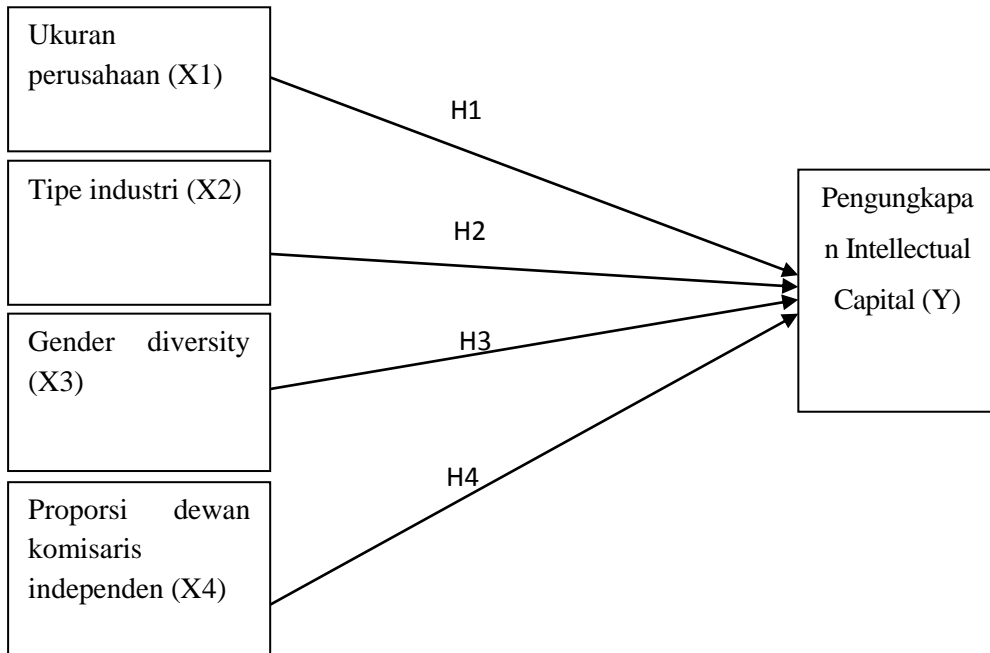 Ukuran
perusahaan (X1)
H1
Tipe industri (X2)
H2
Gender diversity
(X3)
H3
Proporsi dewan
komisaris
independen (X4)
H4
Pengungkapa
n Intellectual
Capital (Y)